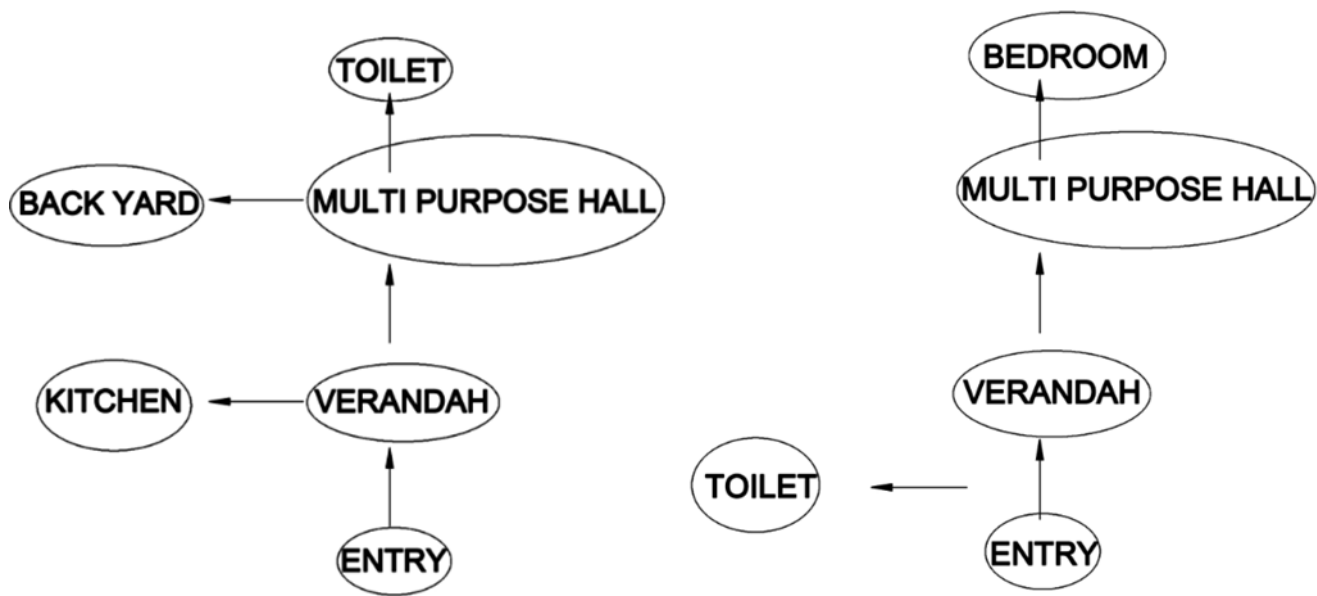 TOILET
BACK YARD
MULTI PURPOSE HALL
KITCHEN
VERANDAH
ENTRY
BEDROOM
MULTI PURPOSE HALL
VERANDAH
TOILET
ENTRY